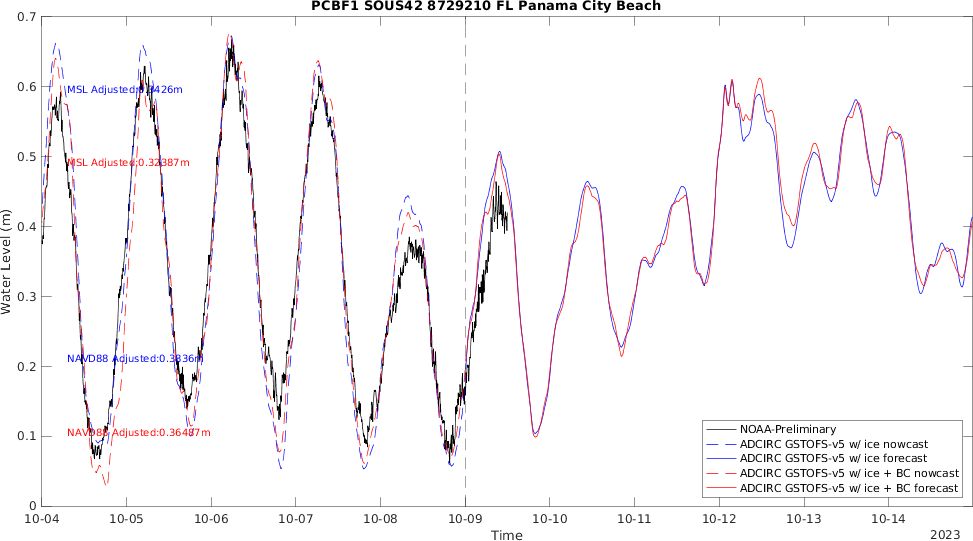 PCBF1 SOUS42 8729210 FL Panama City Beach
0.7
0.6
0.5
0.4
0.3
0.2
0.1
0
Water Level (m)
MSL Adjusted:0.3426m
MSL Adjusted:0.32387m
NAVD88 Adjusted:0.3836m
NAVD88 Adjusted:0.36487m
NOAA-Preliminary
ADCIRC GSTOFS-v5 w/ ice nowcast
ADCIRC GSTOFS-v5 w/ ice forecast
ADCIRC GSTOFS-v5 w/ ice + BC nowcast
ADCIRC GSTOFS-v5 w/ ice + BC forecast
10-04 10-05 10-06 10-07 10-08 10-09 10-10 10-11 10-12 10-13 10-14
Time
2023